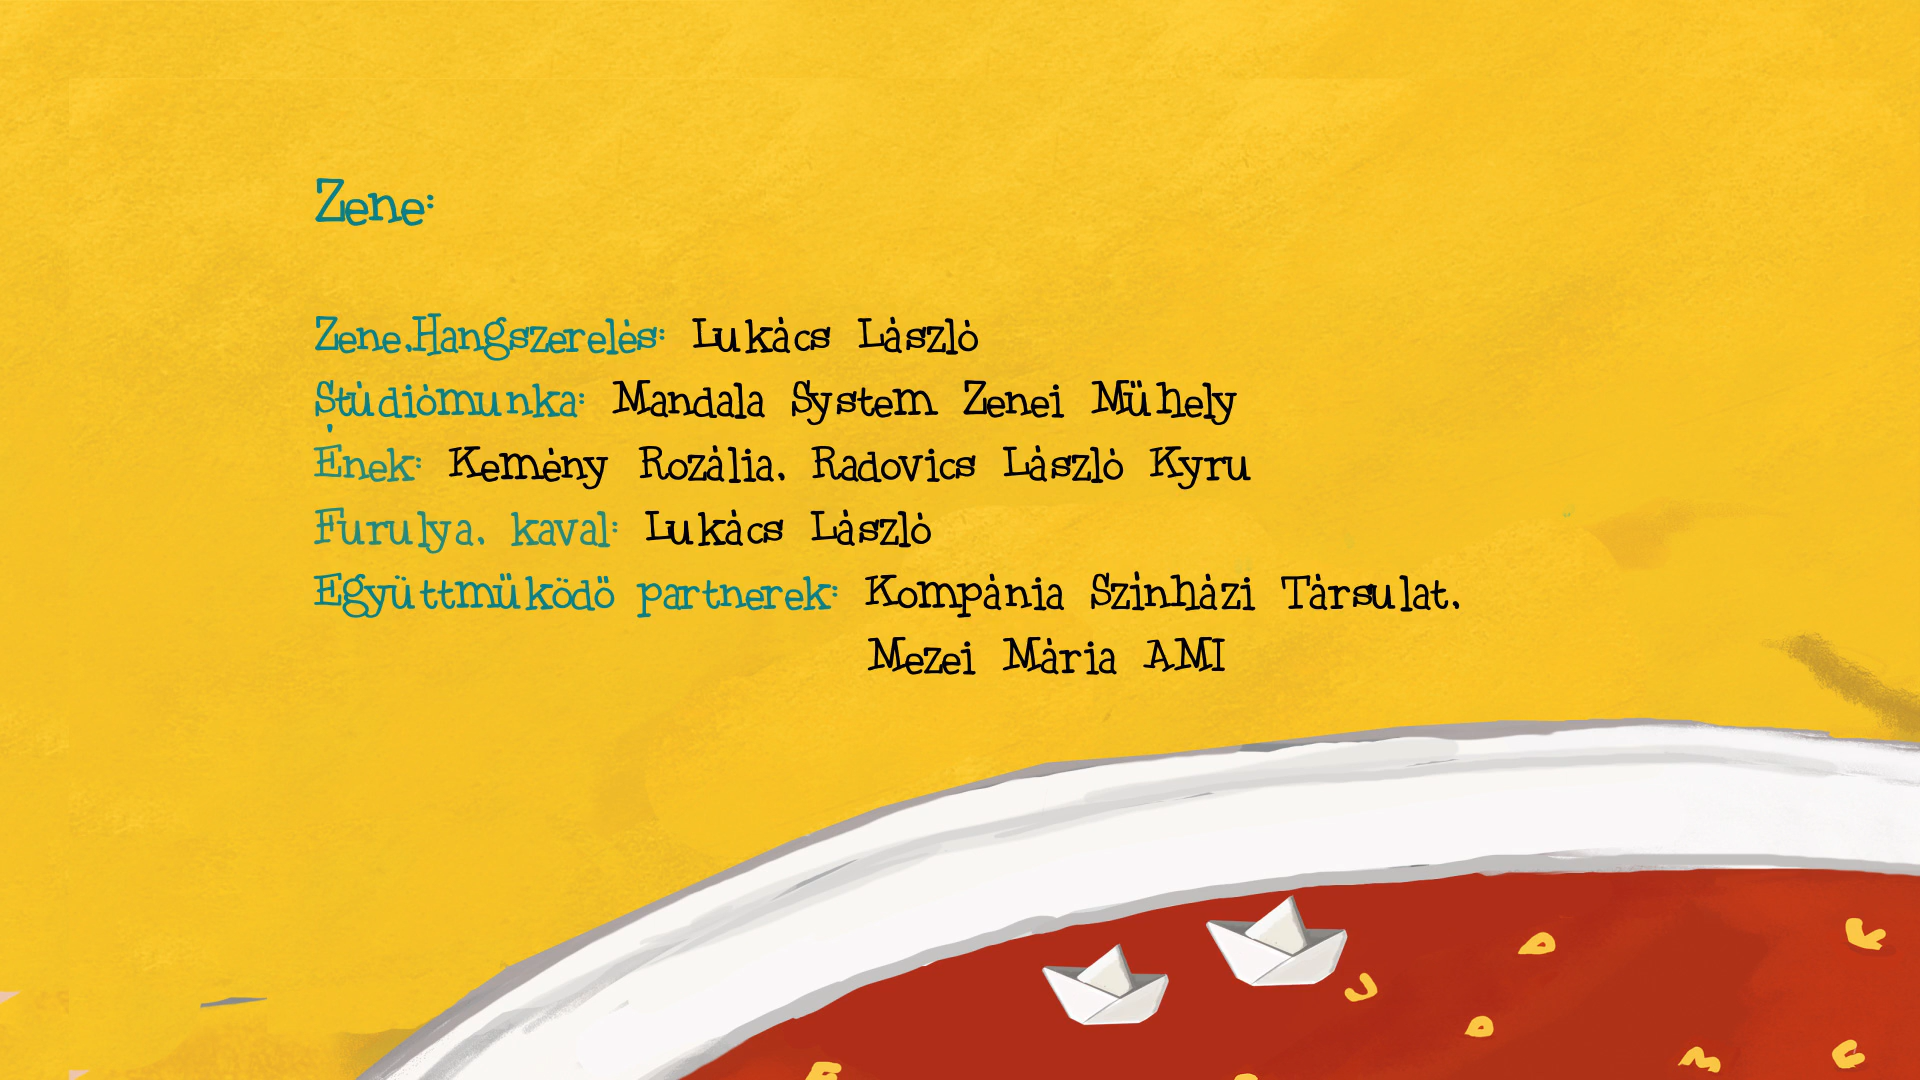 Zene:
Zene,Hangszerelés: Lukács László
Stúdiómunka: Mandala System Zenei Műhely
Ének: Kemény Rozália, Radovics László Kyru
Furulya, kaval: Lukács László
Együttműködő partnerek: Kompánia Színházi Társulat,
Mezei Mária AMI